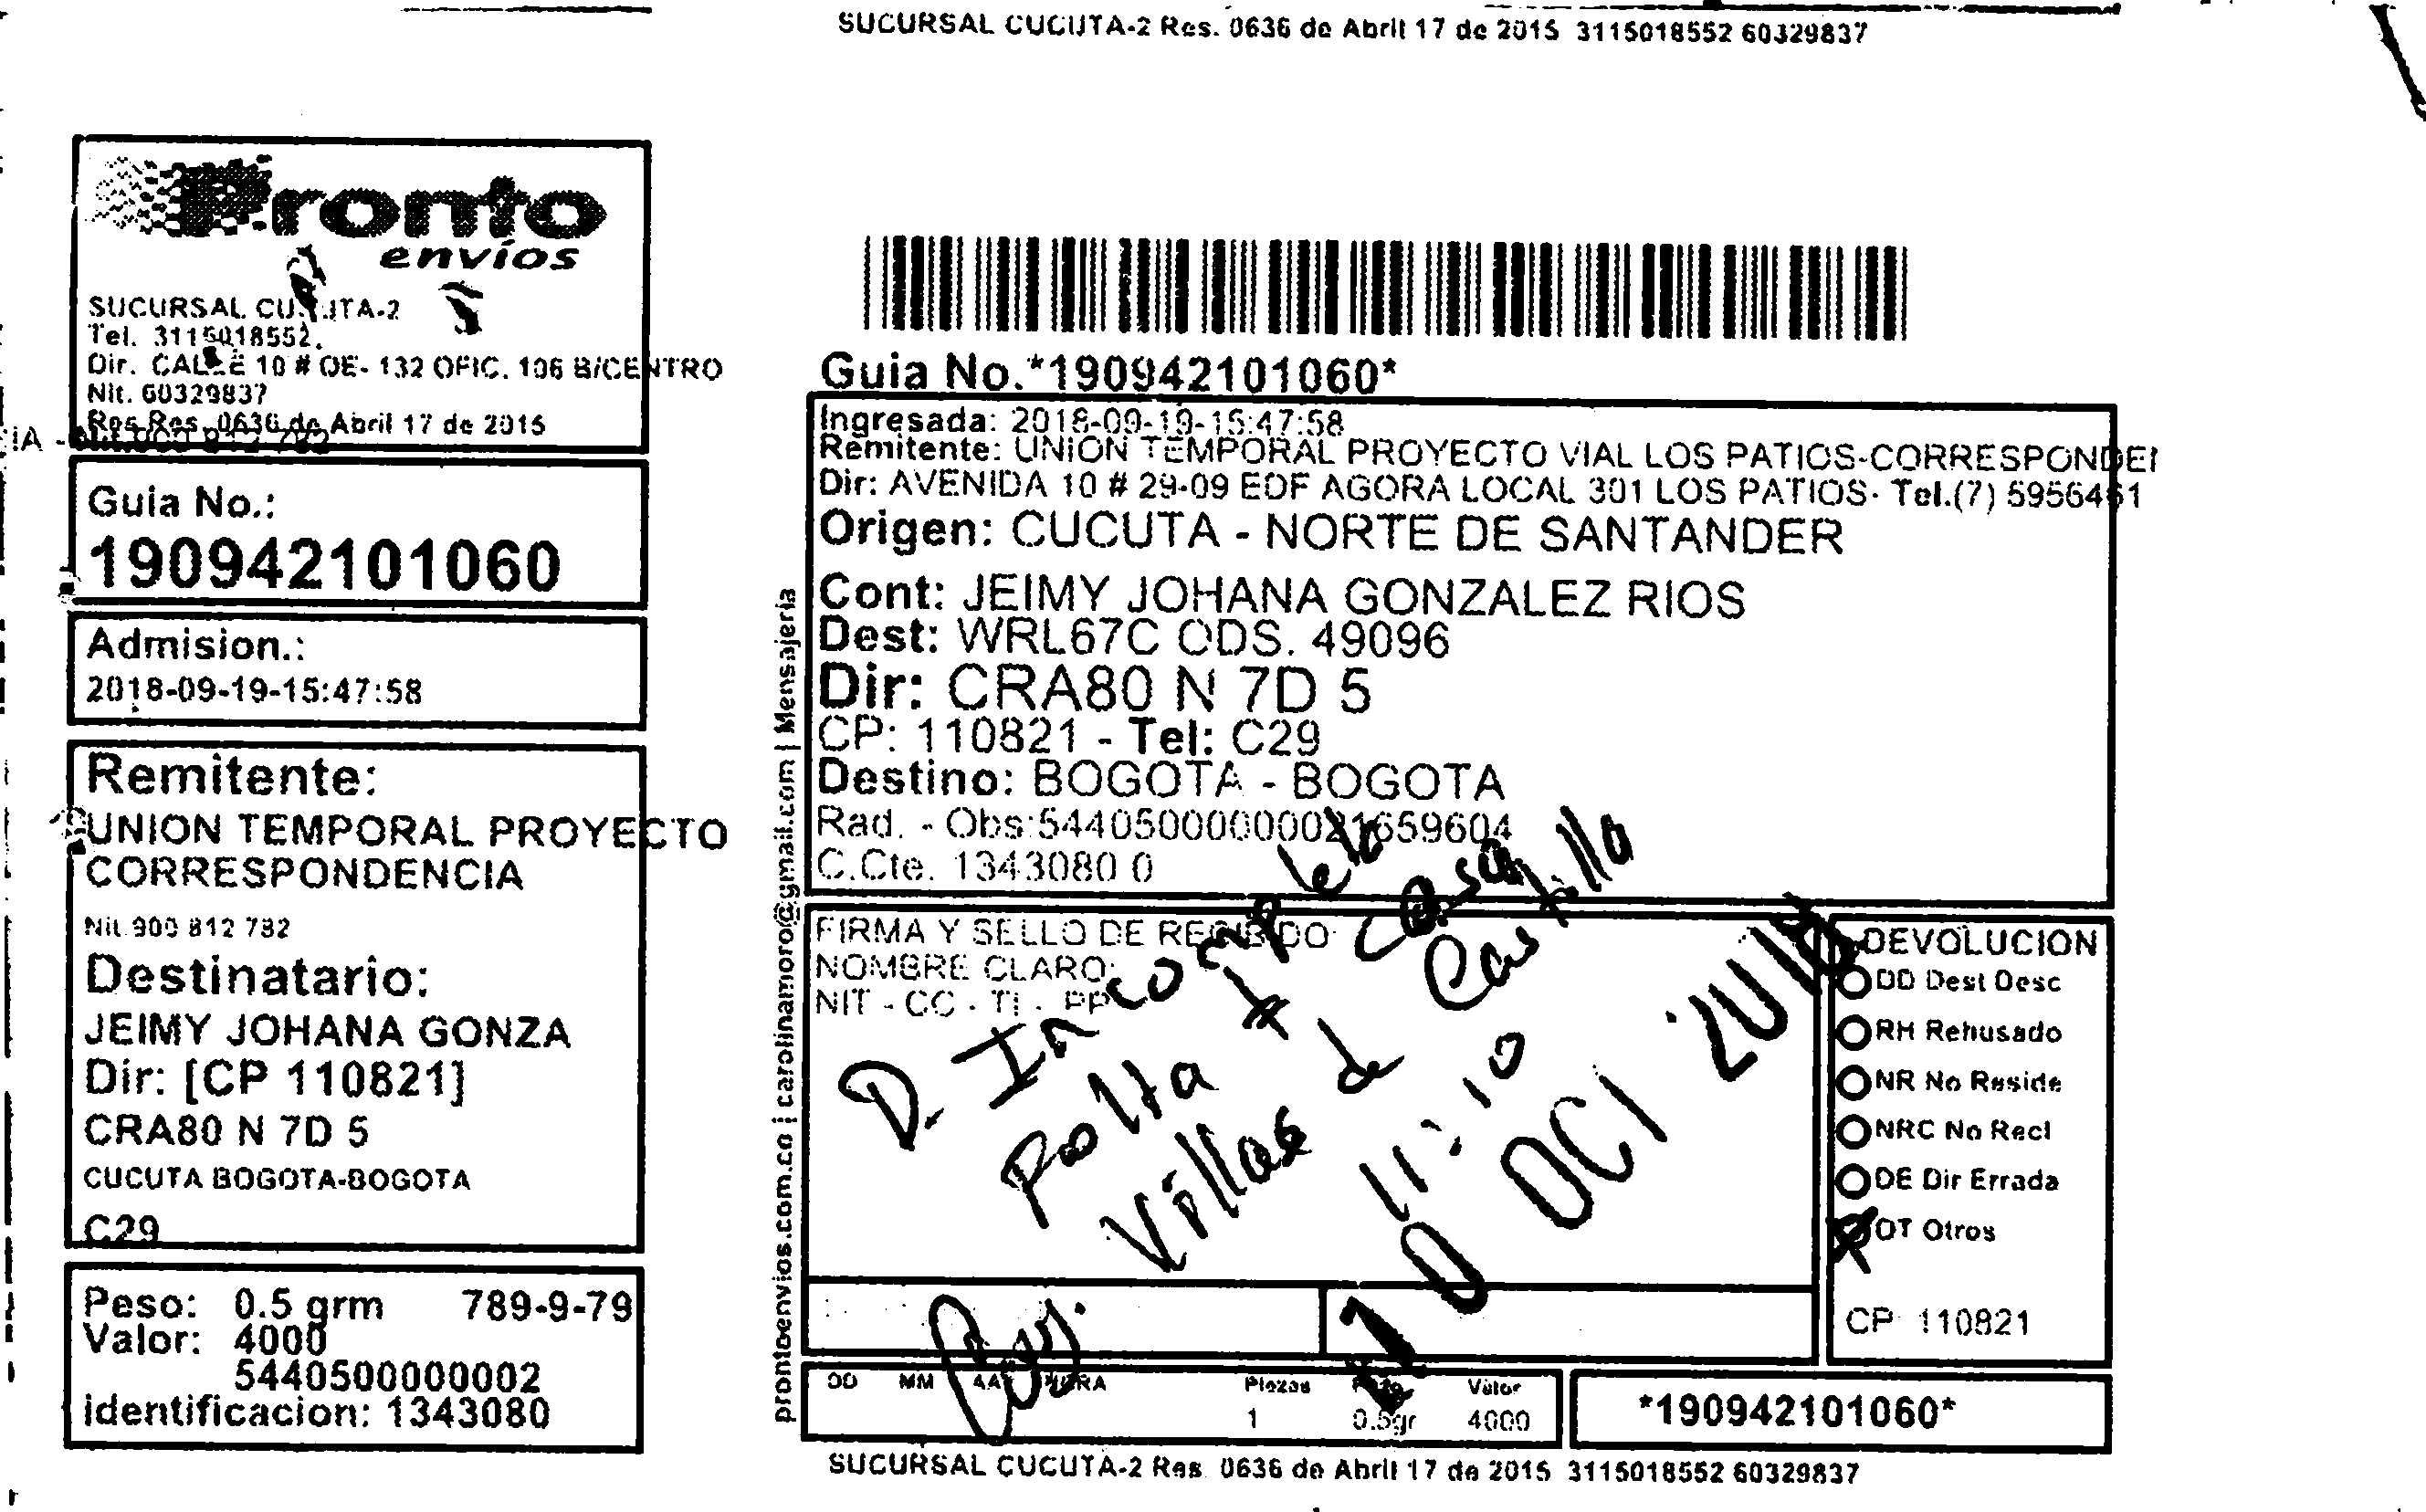 SUCURSAL CUCUTA-2 Res. 0636 de Abril 17 de 2015 3115018552 60329837
Pronto
envíos
SUCURSAL CUCUTA-2
Tel. 3115018552.
Dir. CALLE 10 # OE- 132 OFIC. 106 B/CENTRO
Nit. 60329837
Res Res. 0636 de Abril 17 de 2015
Guia No.:
190942101060
Admision.:
2018-09-19-15:47:58
Remitente:
UNION TEMPORAL PROYECTO
CORRESPONDENCIA
Nit 900 812 782
Destinatario:
JEIMY JOHANA GONZA
Dir: [CP 110821]
CRA80 N 7D 5
CUCUTA BOGOTA-BOGOTA
C29
Peso: 0.5 grm 789-9-79
Valor: 4000
5440500000002
identificacion: 1343080
prontoenvios.com.co | carolinamoro@gmail.com | Mensajeria
Guia No.*190942101060*
Ingresada: 2018-09-19-15:47:58
Remitente: UNION TEMPORAL PROYECTO VIAL LOS PATIOS-CORRESPONDEI
Dir: AVENIDA 10 # 29-09 EDF AGORA LOCAL 301 LOS PATIOS- Tel.(7) 5956461
Origen: CUCUTA - NORTE DE SANTANDER
Cont: JEIMY JOHANA GONZALEZ RIOS
Dest: WRL67C ODS. 49096
Dir: CRA80 N 7D 5
CP: 110821 - Tel: C29
Destino: BOGOTA - BOGOTA
Rad. - Obs:54405000000021659604
C.Cte. 1343080 0
FIRMA Y SELLO DE RECIBIDO
NOMBRE CLARO:
NIT - CC - TI - PP
D. Incompleta
Falta # Casa
Villas de Castilla
11:10
10 OCT 2018
DEVOLUCION
DD Dest Desc
RH Rehusado
NR No Reside
NRC No Recl
DE Dir Errada
OT Otros
CP 110821
DD MM AA HORA Piezas Peso Valor
1 0.5gr 4000
*190942101060*
SUCURSAL CUCUTA-2 Res. 0636 de Abril 17 de 2015 3115018552 60329837